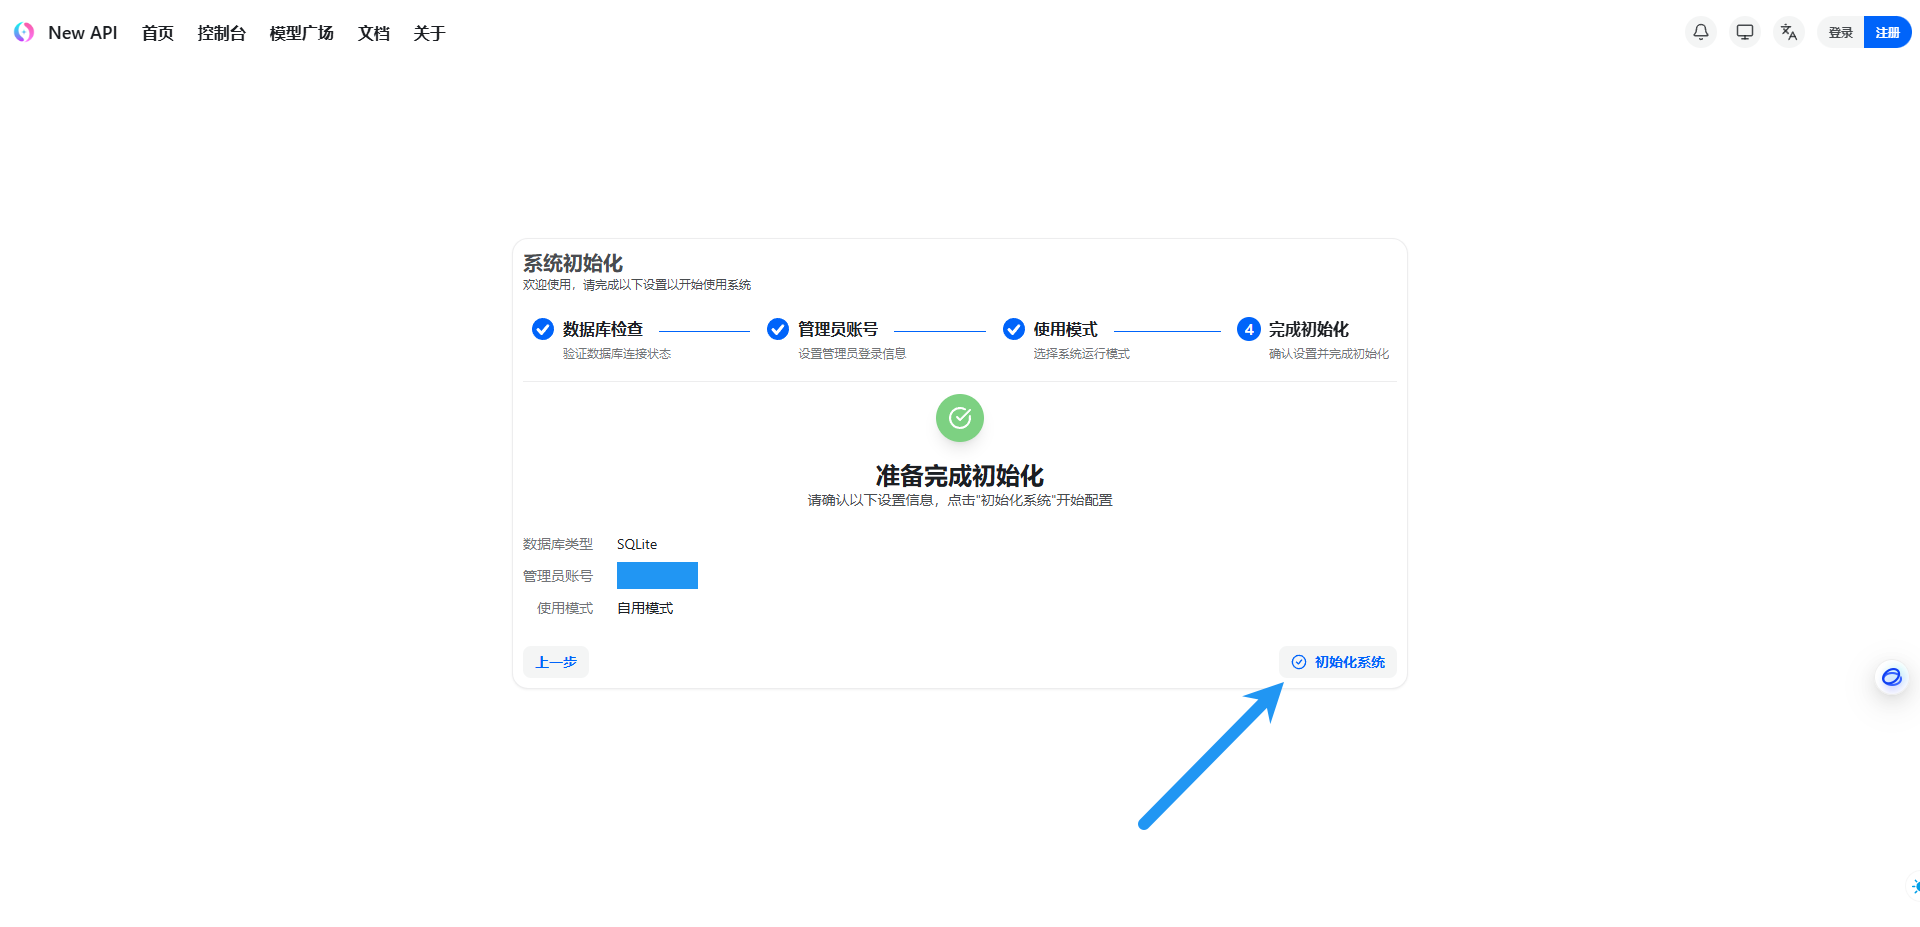 New API 首页 控制台 模型广场 文档 关于 登录 注册
系统初始化
欢迎使用，请完成以下设置以开始使用系统
数据库检查 管理员账号 使用模式 4 完成初始化
验证数据库连接状态 设置管理员登录信息 选择系统运行模式 确认设置并完成初始化
准备完成初始化
请确认以下设置信息，点击"初始化系统"开始配置
数据库类型 SQLite
管理员账号
使用模式 自用模式
上一步 初始化系统